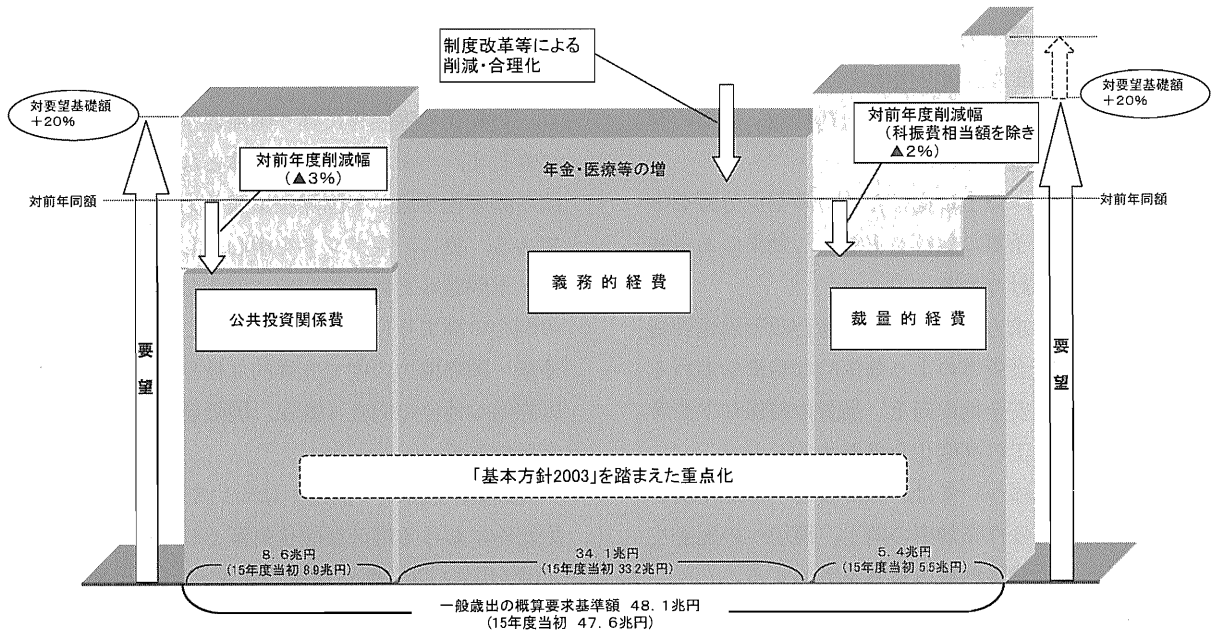 制度改革等による
削減・合理化
対要望基礎額
+20%
対前年度削減幅
(▲3%)
年金・医療等の増
対前年度削減幅
(科振費相当額を除き
▲2%)
対要望基礎額
+20%
対前年同額
対前年同額
公共投資関係費
義務的経費
裁量的経費
要望
要望
「基本方針2003」を踏まえた重点化
8.6兆円
(15年度当初 8.9兆円)
34.1兆円
(15年度当初 33.2兆円)
5.4兆円
(15年度当初 5.5兆円)
一般歳出の概算要求基準額 48.1兆円
(15年度当初 47.6兆円)